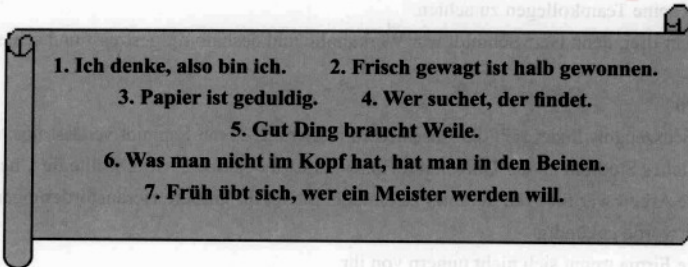 1. Ich denke, also bin ich. 2. Frisch gewagt ist halb gewonnen.
3. Papier ist geduldig. 4. Wer suchet, der findet.
5. Gut Ding braucht Weile.
6. Was man nicht im Kopf hat, hat man in den Beinen.
7. Früh übt sich, wer ein Meister werden will.